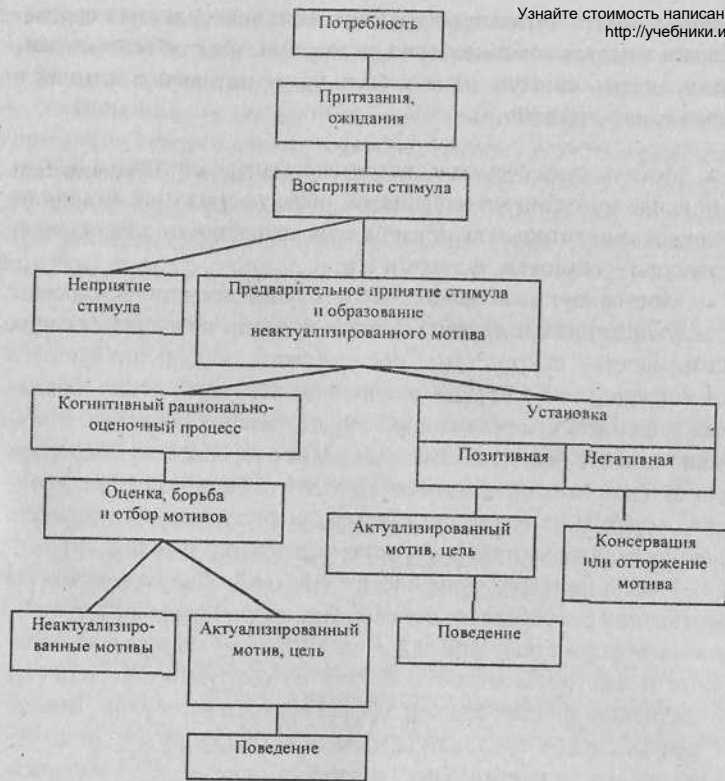 Узнайте стоимость написан
http://учебники.и
Потребность
Притязания,
ожидания
Восприятие стимула
Неприятие
стимула
Предварительное принятие стимула
и образование
неактуализированного мотива
Когнитивный рационально-
оценочный процесс
Установка
Позитивная
Негативная
Оценка, борьба
и отбор мотивов
Актуализированный
мотив, цель
Консервация
или отторжение
мотива
Неактуализиро-
ванные мотивы
Актуализированный
мотив, цель
Поведение
Поведение